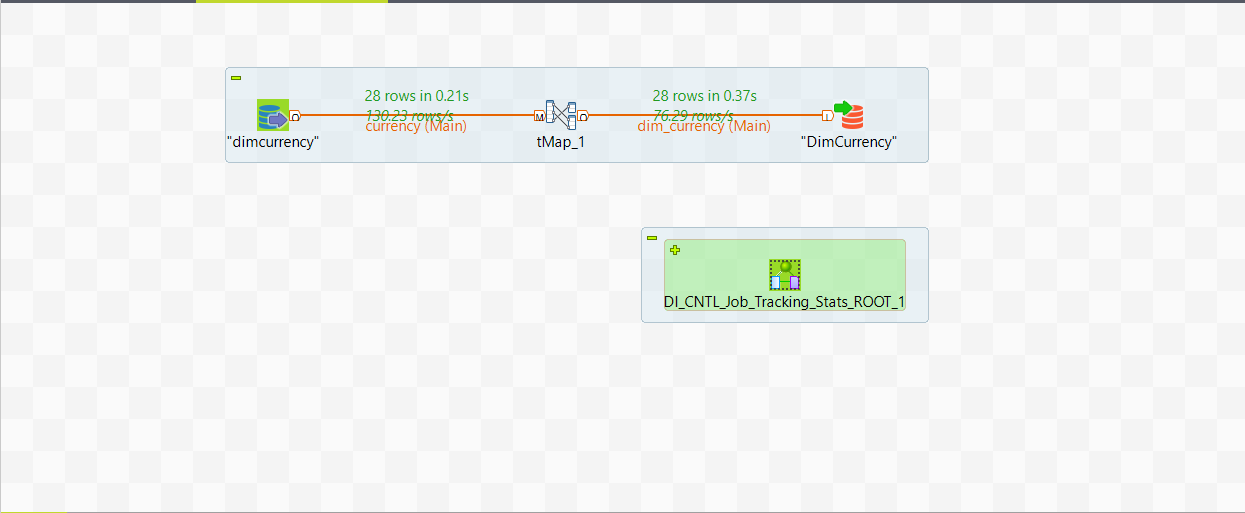 28 rows in 0.21s
28 rows in 0.37s
130.23 rows/s
76.29 rows/s
currency (Main)
dim_currency (Main)
O
M
O
I
"dimcurrency"
tMap_1
"DimCurrency"
DI_CNTL_Job_Tracking_Stats_ROOT_1